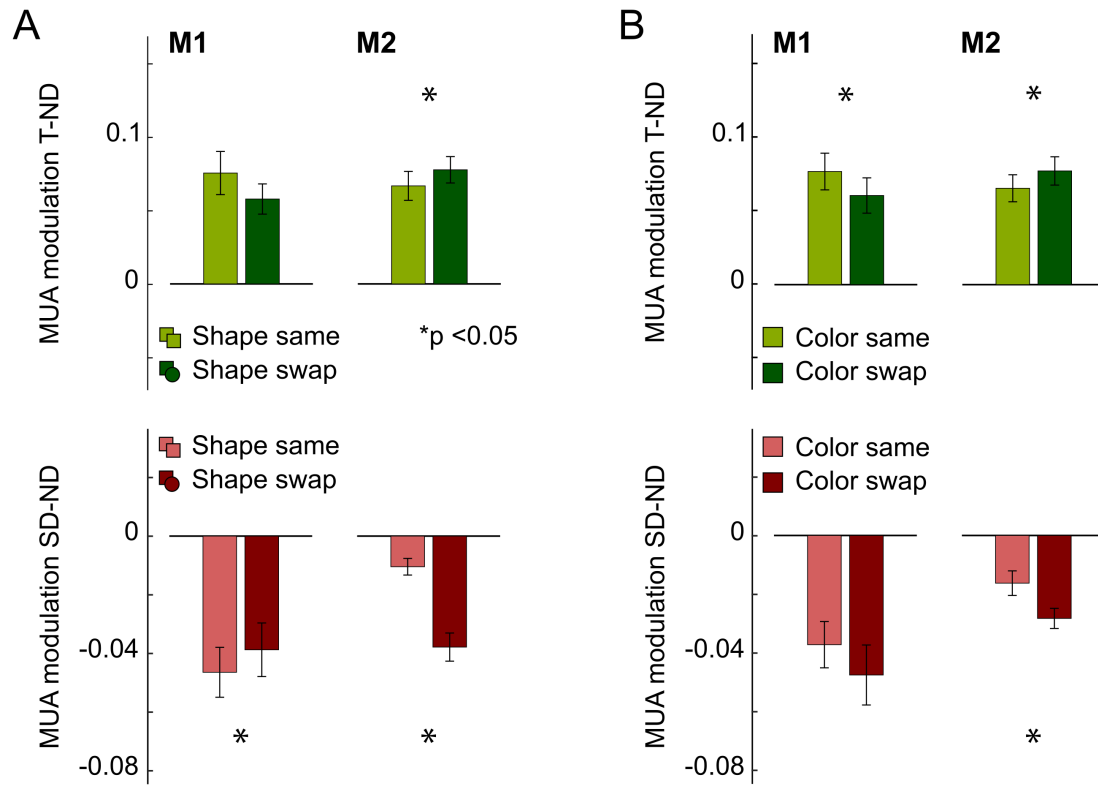 A
M1
M2
*
MUA modulation T-ND
0.1
0
Shape same
Shape swap
*p <0.05
MUA modulation SD-ND
Shape same
Shape swap
0
-0.04
-0.08
*
*
B
M1
M2
*
*
MUA modulation T-ND
0.1
0
Color same
Color swap
MUA modulation SD-ND
Color same
Color swap
0
-0.04
-0.08
*